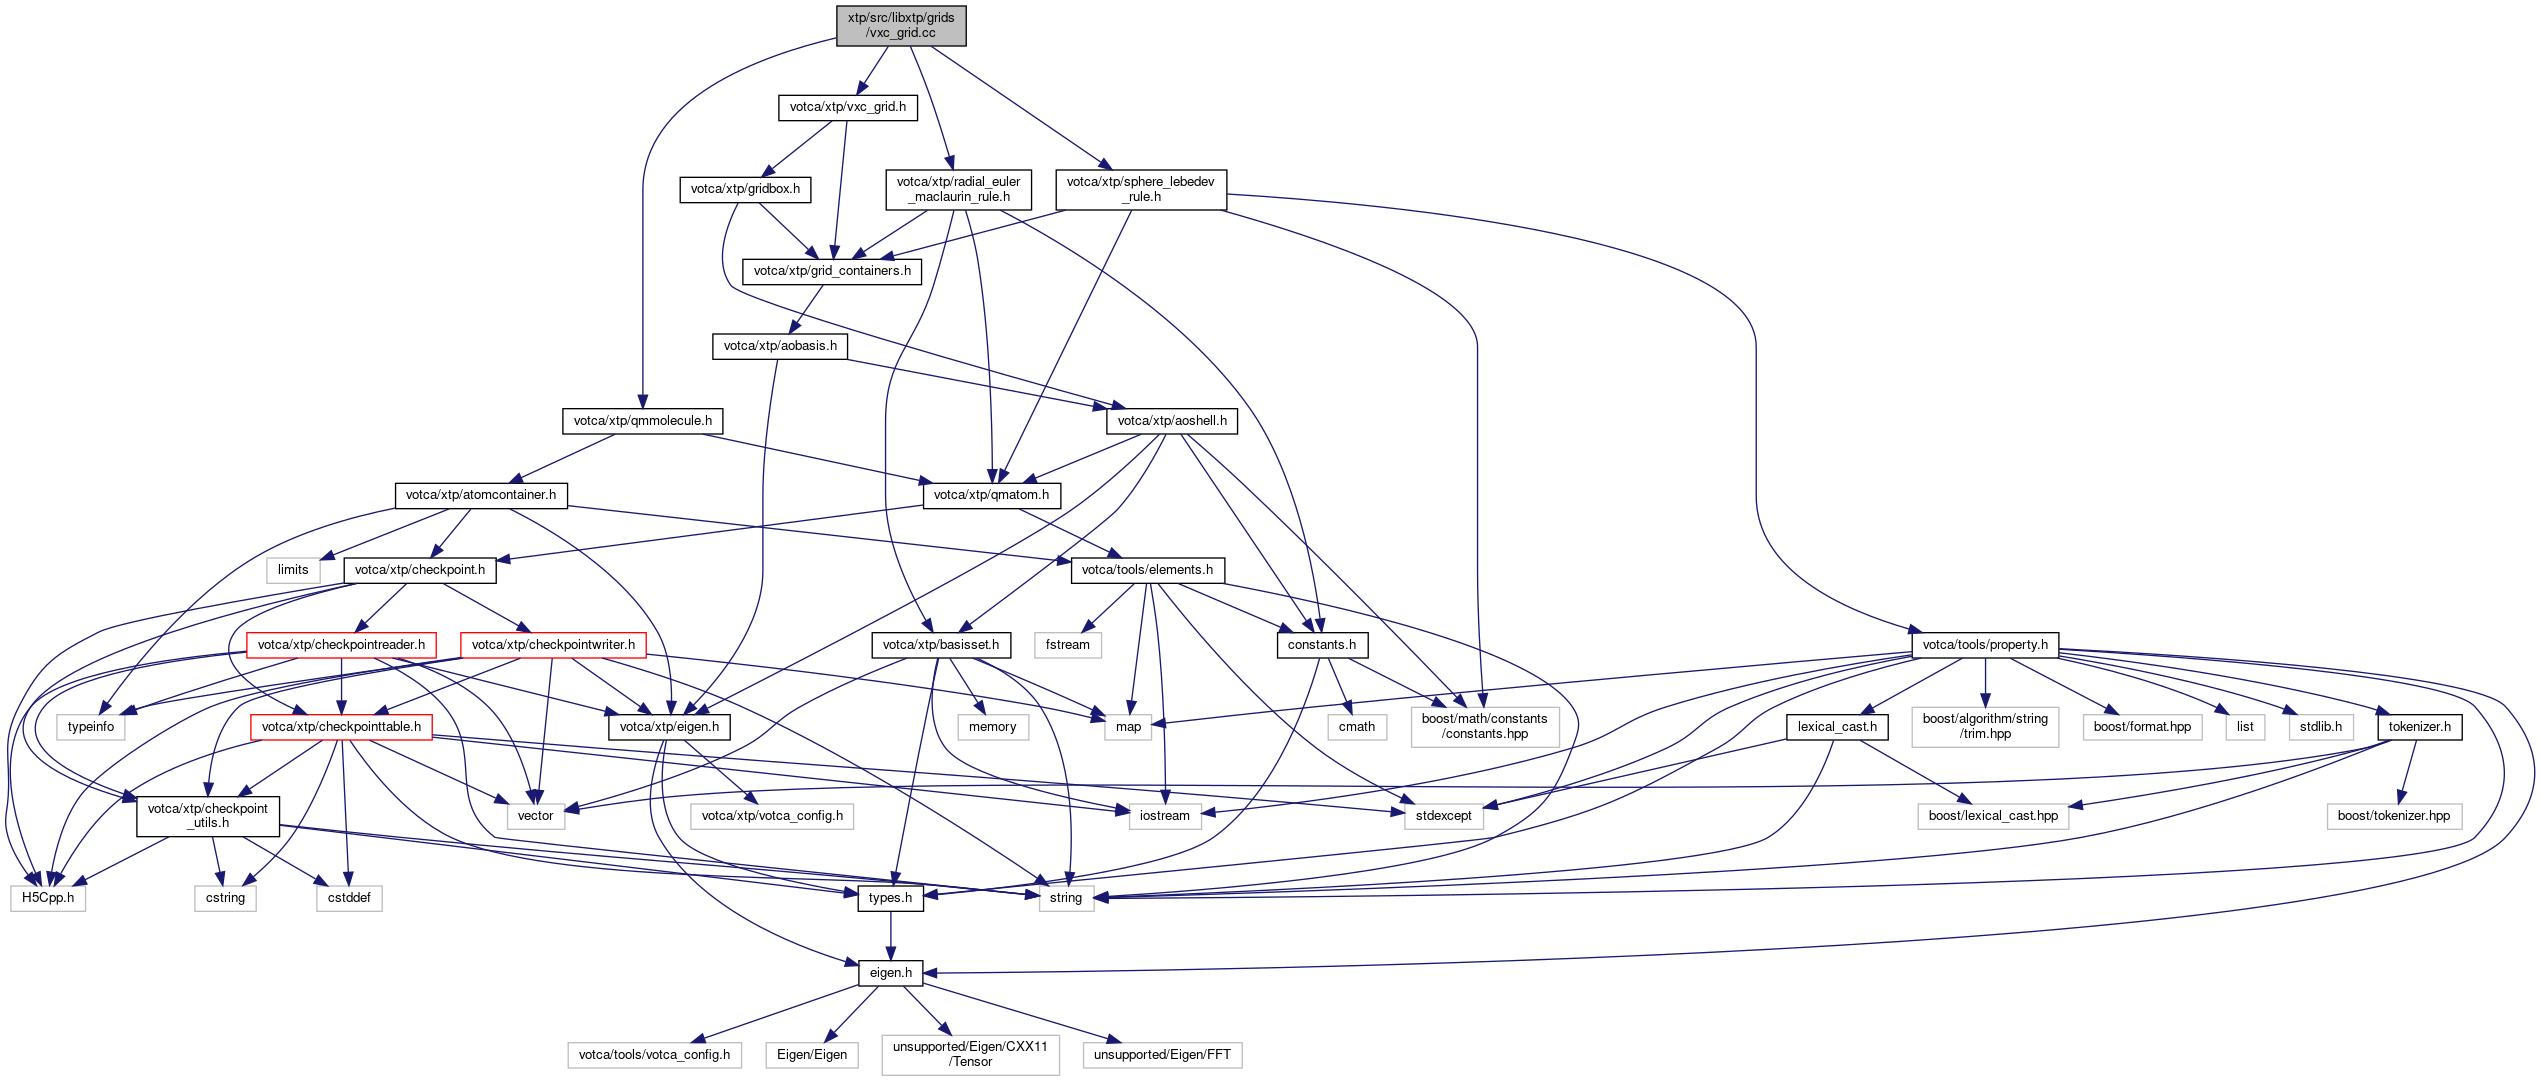 xtp/src/libxtp/grids
/vxc_grid.cc
votca/xtp/vxc_grid.h
votca/xtp/gridbox.h
votca/xtp/radial_euler
_maclaurin_rule.h
votca/xtp/sphere_lebedev
_rule.h
votca/xtp/grid_containers.h
votca/xtp/aobasis.h
votca/xtp/qmmolecule.h
votca/xtp/aoshell.h
votca/xtp/atomcontainer.h
votca/xtp/qmatom.h
limits
votca/xtp/checkpoint.h
votca/tools/elements.h
votca/xtp/checkpointreader.h
votca/xtp/checkpointwriter.h
votca/xtp/basisset.h
fstream
constants.h
votca/tools/property.h
typeinfo
votca/xtp/checkpointtable.h
votca/xtp/eigen.h
memory
map
cmath
boost/math/constants
/constants.hpp
lexical_cast.h
boost/algorithm/string
/trim.hpp
boost/format.hpp
list
stdlib.h
tokenizer.h
votca/xtp/checkpoint
_utils.h
vector
votca/xtp/votca_config.h
iostream
stdexcept
boost/lexical_cast.hpp
boost/tokenizer.hpp
H5Cpp.h
cstring
cstddef
types.h
string
eigen.h
votca/tools/votca_config.h
Eigen/Eigen
unsupported/Eigen/CXX11
/Tensor
unsupported/Eigen/FFT